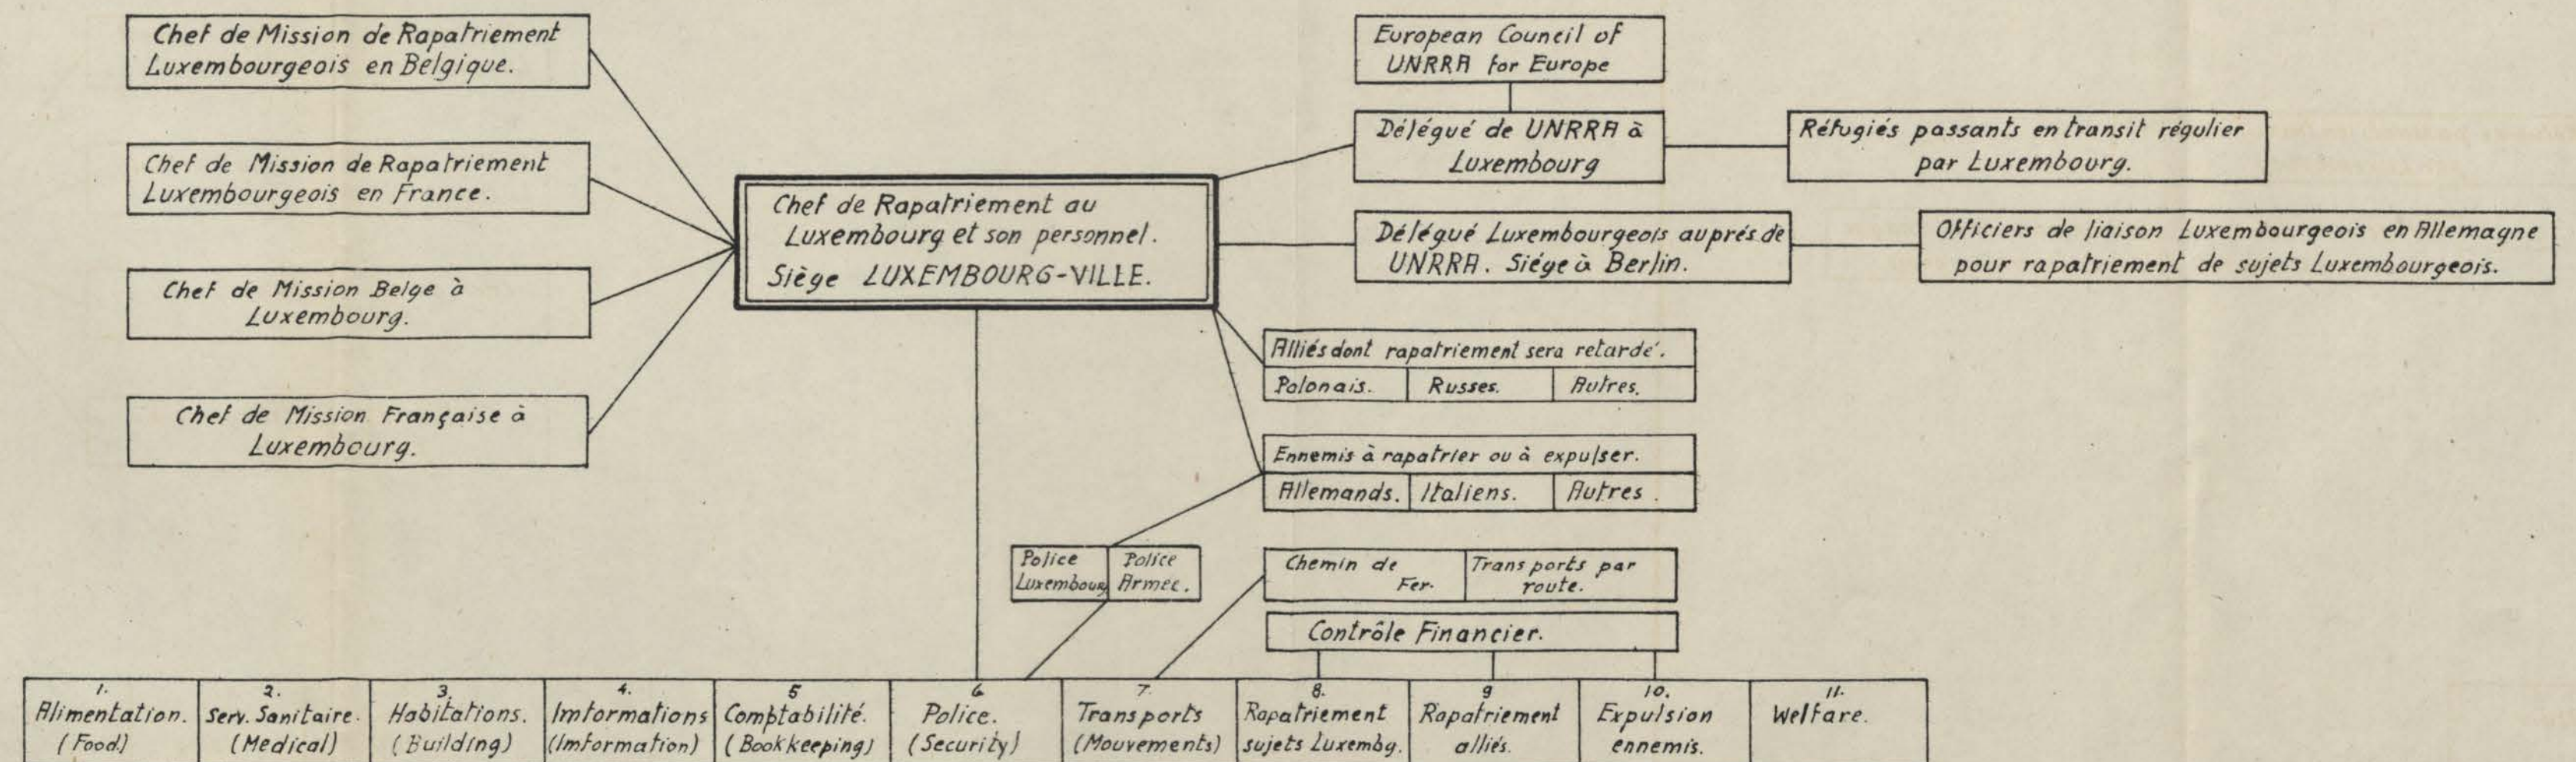 Chef de Mission de Rapatriement
Luxembourgeois en Belgique.
Chef de Mission de Rapatriement
Luxembourgeois en France.
Chef de Mission Belge à
Luxembourg.
Chef de Mission Française à
Luxembourg.
Chef de Rapatriement au
Luxembourg et son personnel.
Siège LUXEMBOURG-VILLE.
European Council of
UNRRA for Europe
Délégué de UNRRA à
Luxembourg
Réfugiés passants en transit régulier
par Luxembourg.
Délégué Luxembourgeois auprés de
UNRRA. Siége à Berlin.
Officiers de liaison Luxembourgeois en Allemagne
pour rapatriement de sujets Luxembourgeois.
Alliés dont rapatriement sera retardé.
Polonais. Russes. Autres.
Ennemis à rapatrier ou à expulser.
Allemands. Italiens. Autres.
Police
Luxembourg
Police
Armee.
Chemin de
Fer.
Transports par
route.
Contrôle Financier.
1.
Alimentation.
(Food)
2.
Serv. Sanitaire.
(Medical)
3.
Habitations.
(Building)
4.
Imformations
(Imformation)
5
Comptabilité.
(Bookkeeping)
6
Police.
(Security)
7.
Transports
(Mouvements)
8.
Rapatriement
sujets Luxembg.
9
Rapatriement
alliés.
10.
Expulsion
ennemis.
11.
Welfare.